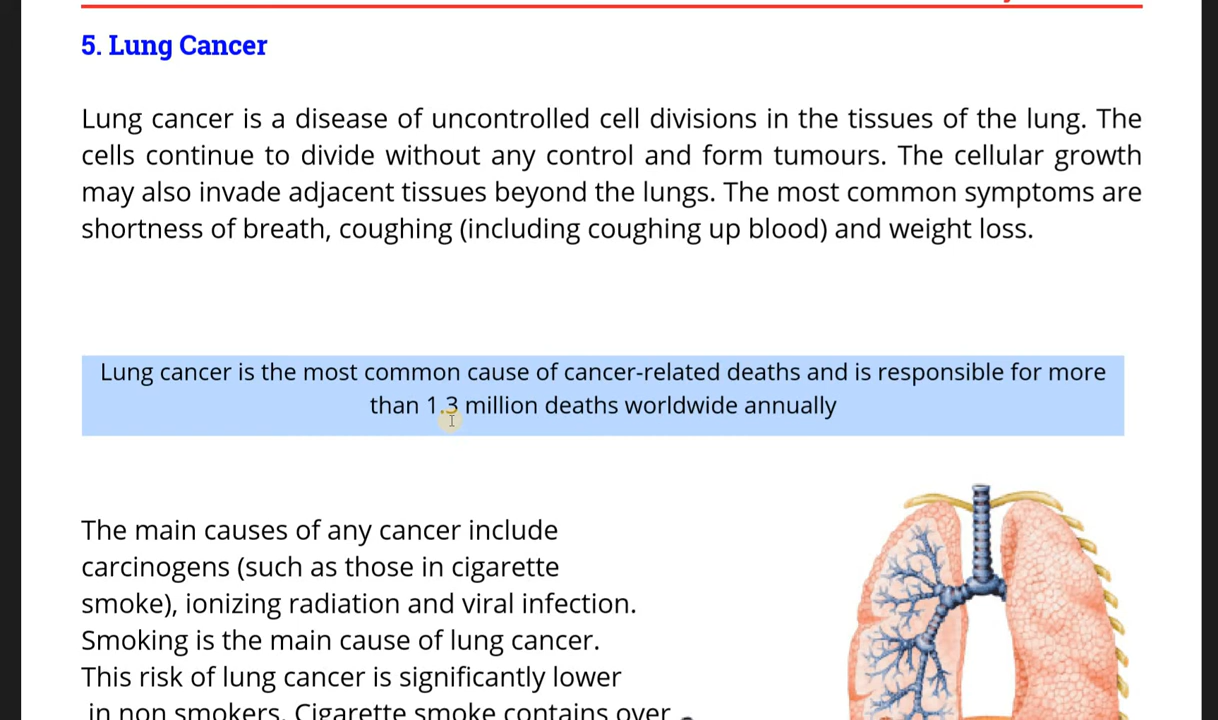 5. Lung Cancer
Lung cancer is a disease of uncontrolled cell divisions in the tissues of the lung. The
cells continue to divide without any control and form tumours. The cellular growth
may also invade adjacent tissues beyond the lungs. The most common symptoms are
shortness of breath, coughing (including coughing up blood) and weight loss.
Lung cancer is the most common cause of cancer-related deaths and is responsible for more
than 1.3 million deaths worldwide annually
The main causes of any cancer include
carcinogens (such as those in cigarette
smoke), ionizing radiation and viral infection.
Smoking is the main cause of lung cancer.
This risk of lung cancer is significantly lower
in non smokers. Cigarette smoke contains over